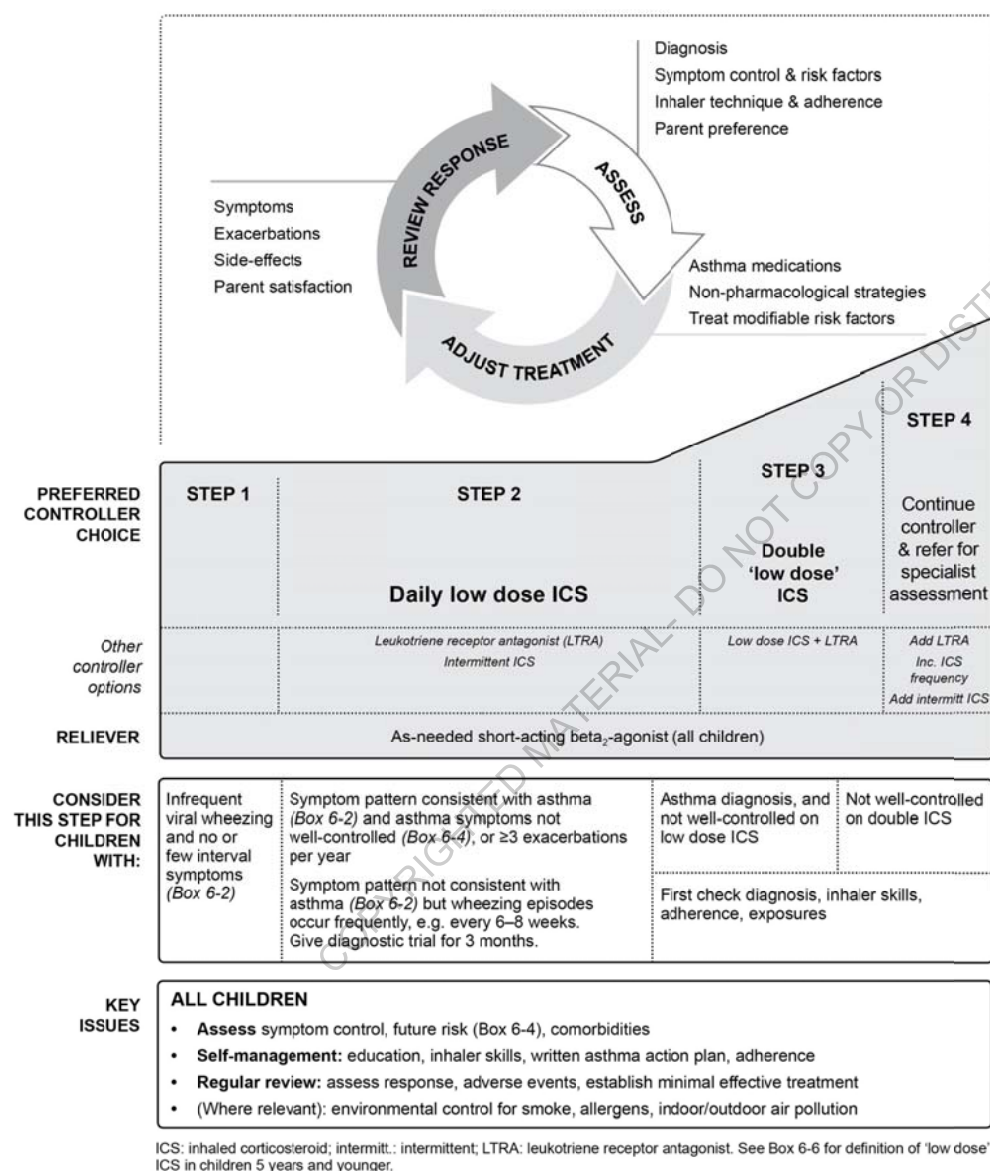 Diagnosis
Symptom control & risk factors
Inhaler technique & adherence
Parent preference
REVIEW RESPONSE
ASSESS
ADJUST TREATMENT
Symptoms
Exacerbations
Side-effects
Parent satisfaction
Asthma medications
Non-pharmacological strategies
Treat modifiable risk factors
PREFERRED
CONTROLLER
CHOICE
STEP 1
STEP 2
Daily low dose ICS
STEP 3
Double
‘low dose’
ICS
STEP 4
Continue
controller
& refer for
specialist
assessment
Other
controller
options
Leukotriene receptor antagonist (LTRA)
Intermittent ICS
Low dose ICS + LTRA
Add LTRA
Inc. ICS
frequency
Add intermitt ICS
RELIEVER
As-needed short-acting beta₂-agonist (all children)
CONSIDER
THIS STEP FOR
CHILDREN
WITH:
Infrequent
viral wheezing
and no or
few interval
symptoms
(Box 6-2)
Symptom pattern consistent with asthma
(Box 6-2) and asthma symptoms not
well-controlled (Box 6-4), or ≥3 exacerbations
per year
Symptom pattern not consistent with
asthma (Box 6-2) but wheezing episodes
occur frequently, e.g. every 6–8 weeks.
Give diagnostic trial for 3 months.
Asthma diagnosis, and
not well-controlled on
low dose ICS
Not well-controlled
on double ICS
First check diagnosis, inhaler skills,
adherence, exposures
KEY
ISSUES
ALL CHILDREN
• Assess symptom control, future risk (Box 6-4), comorbidities
• Self-management: education, inhaler skills, written asthma action plan, adherence
• Regular review: assess response, adverse events, establish minimal effective treatment
• (Where relevant): environmental control for smoke, allergens, indoor/outdoor air pollution
ICS: inhaled corticosteroid; intermitt.: intermittent; LTRA: leukotriene receptor antagonist. See Box 6-6 for definition of ‘low dose’
ICS in children 5 years and younger.
COPYRIGHTED MATERIAL- DO NOT COPY OR DISTR